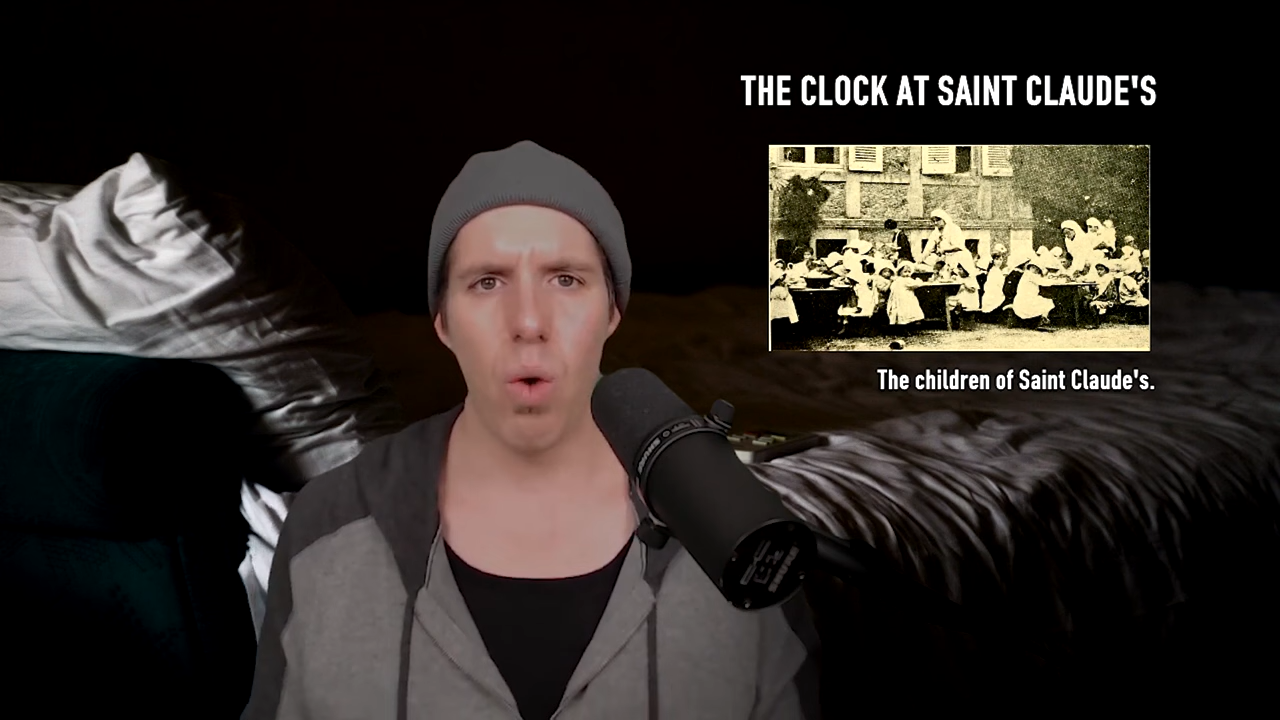 THE CLOCK AT SAINT CLAUDE'S
The children of Saint Claude's.